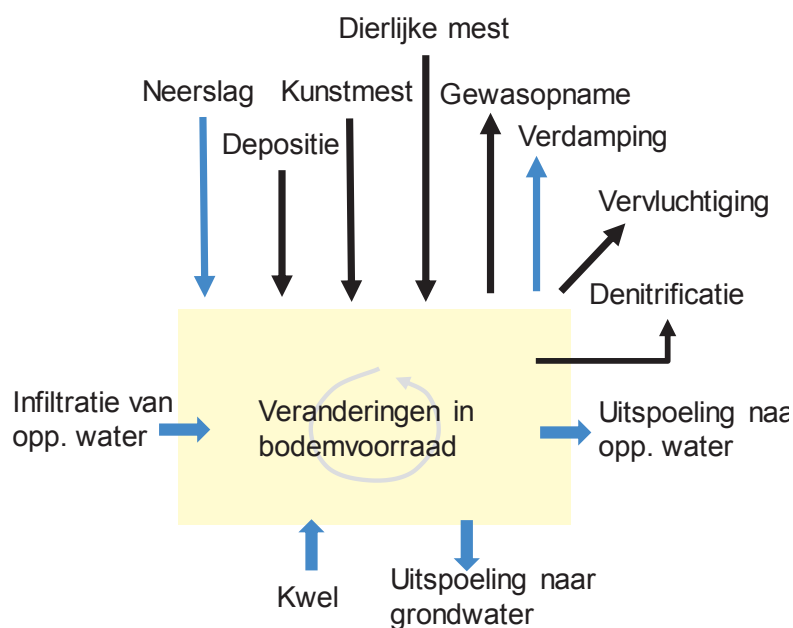 Dierlijke mest
Neerslag
Kunstmest
Gewasopname
Depositie
Verdamping
Vervluchtiging
Denitrificatie
Infiltratie van
opp. water
Veranderingen in
bodemvoorraad
Uitspoeling naa
opp. water
Kwel
Uitspoeling naar
grondwater